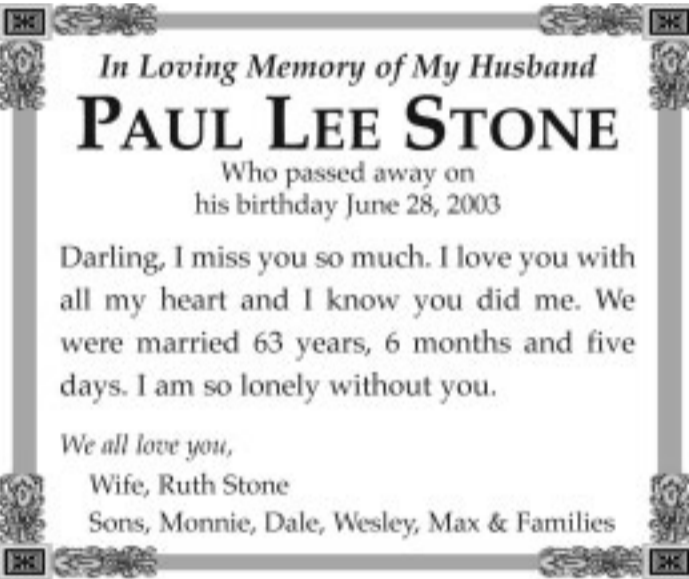 In Loving Memory of My Husband
PAUL LEE STONE
Who passed away on
his birthday June 28, 2003
Darling, I miss you so much. I love you with
all my heart and I know you did me. We
were married 63 years, 6 months and five
days. I am so lonely without you.
We all love you,
Wife, Ruth Stone
Sons, Monnie, Dale, Wesley, Max & Families